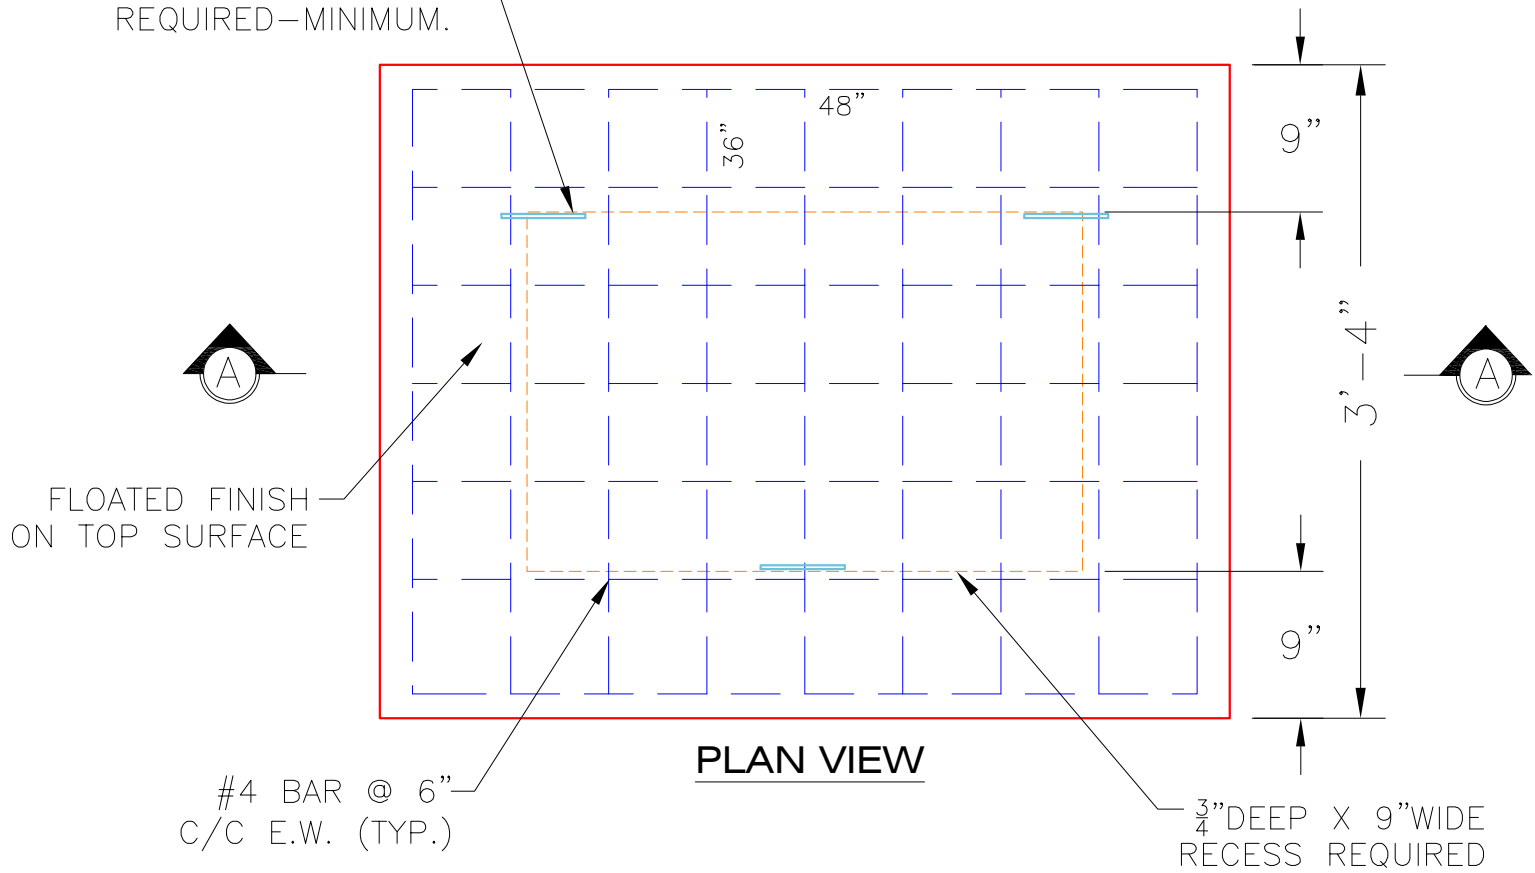 REQUIRED-MINIMUM.
48"
36"
9"
3'-4"
A
A
FLOATED FINISH
ON TOP SURFACE
9"
PLAN VIEW
#4 BAR @ 6"
C/C E.W. (TYP.)
3/4"DEEP X 9"WIDE
RECESS REQUIRED